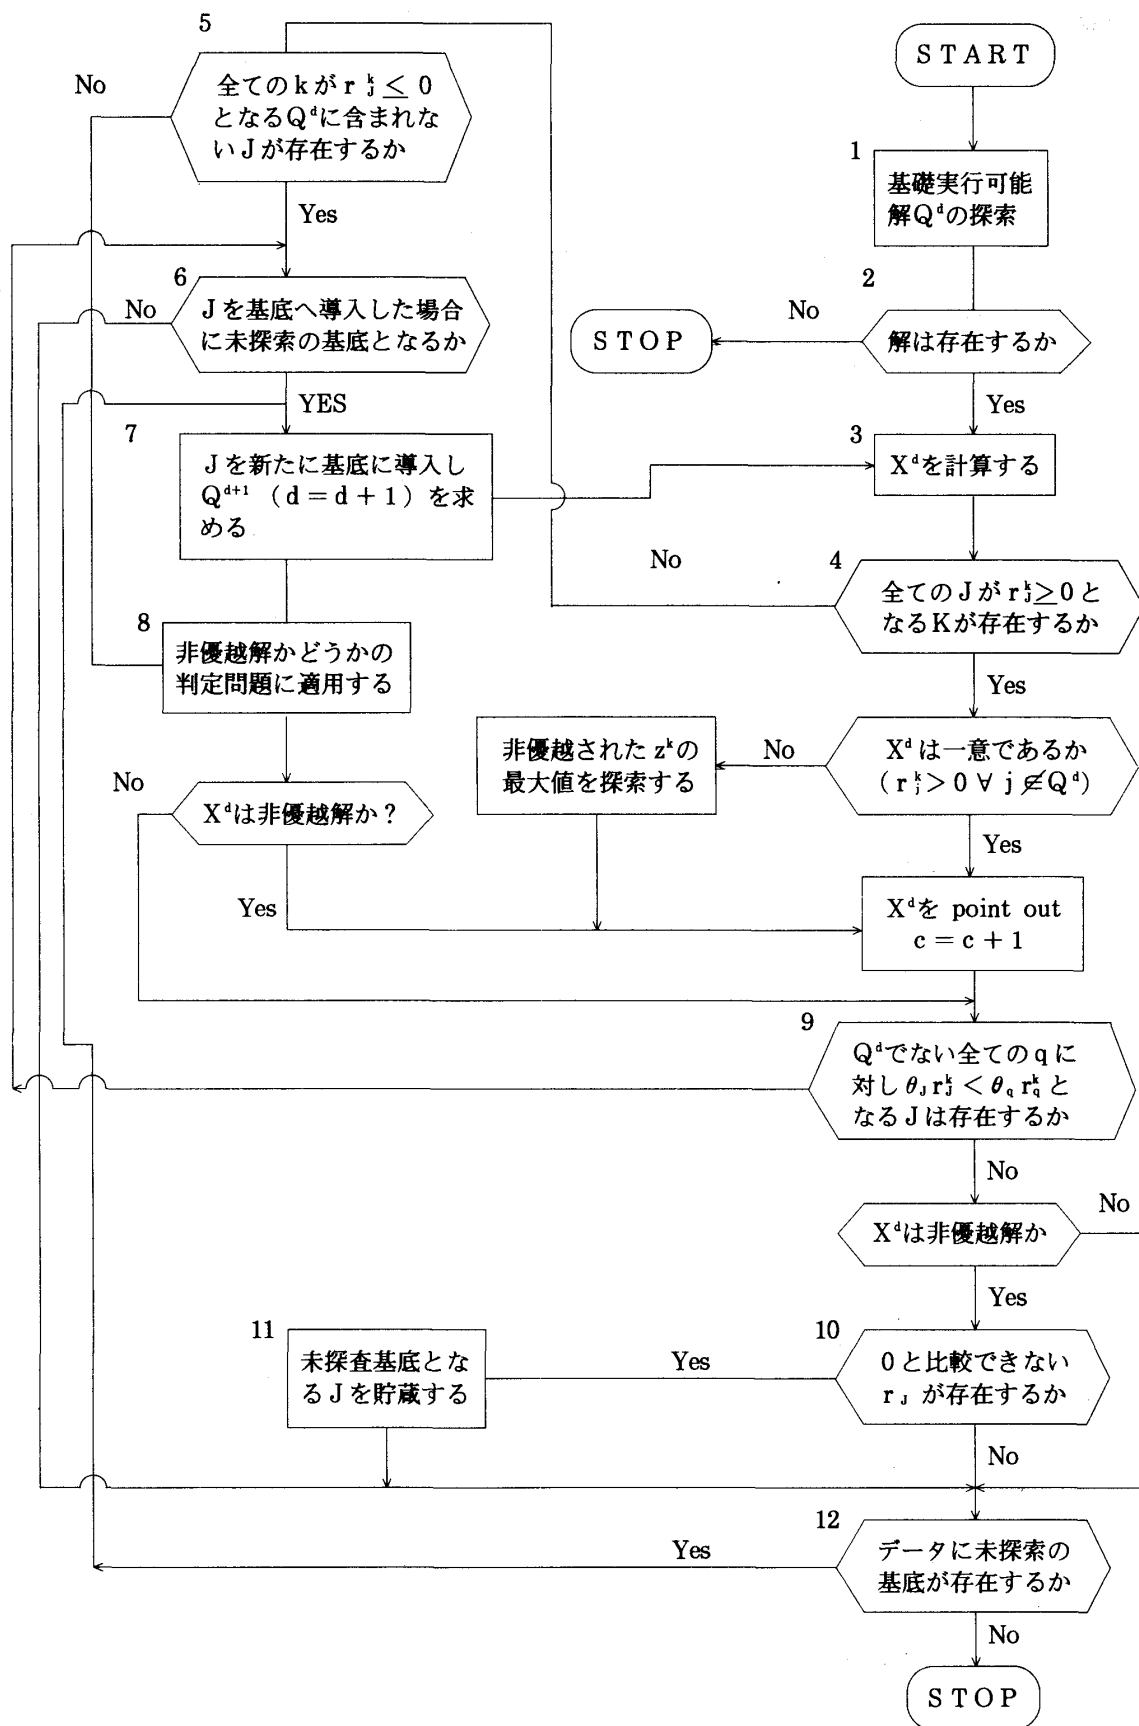 START
1
基礎実行可能
解Q^dの探索
2
解は存在するか
No
STOP
Yes
3
X^dを計算する
4
全てのJがr_J^k≧0と
なるKが存在するか
No
Yes
X^dは一意であるか
(r_j^k>0 ∀ j∉Q^d)
No
非優越されたz^kの
最大値を探索する
Yes
X^dを point out
c=c+1
5
全てのkがr_J^k≦0
となるQ^dに含まれな
いJが存在するか
No
Yes
6
Jを基底へ導入した場合
に未探索の基底となるか
No
YES
7
Jを新たに基底に導入し
Q^{d+1} (d=d+1)を求
める
8
非優越解かどうかの
判定問題に適用する
X^dは非優越解か?
No
Yes
9
Q^dでない全てのqに
対しθ_J r_J^k<θ_q r_q^kと
なるJは存在するか
No
X^dは非優越解か
No
Yes
10
0と比較できない
r_Jが存在するか
Yes
11
未探査基底とな
るJを貯蔵する
No
12
データに未探索の
基底が存在するか
Yes
No
STOP